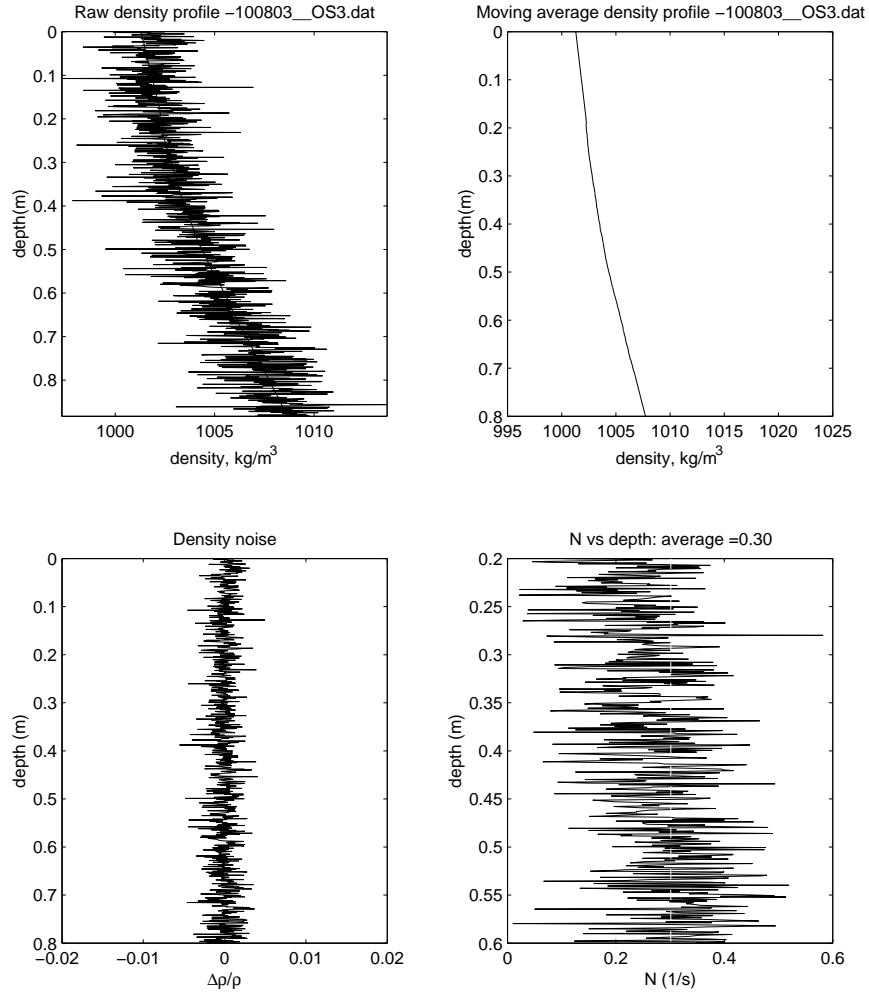 Raw density profile −100803__OS3.dat
0
0.1
0.2
0.3
0.4
0.5
0.6
0.7
0.8
depth(m)
1000 1005 1010
density, kg/m³
Moving average density profile −100803__OS3.dat
0
0.1
0.2
0.3
0.4
0.5
0.6
0.7
0.8
depth(m)
995 1000 1005 1010 1015 1020 1025
density, kg/m³
Density noise
0
0.1
0.2
0.3
0.4
0.5
0.6
0.7
0.8
depth (m)
−0.02 −0.01 0 0.01 0.02
Δρ/ρ
N vs depth: average =0.30
0.2
0.25
0.3
0.35
0.4
0.45
0.5
0.55
0.6
depth (m)
0 0.2 0.4 0.6
N (1/s)